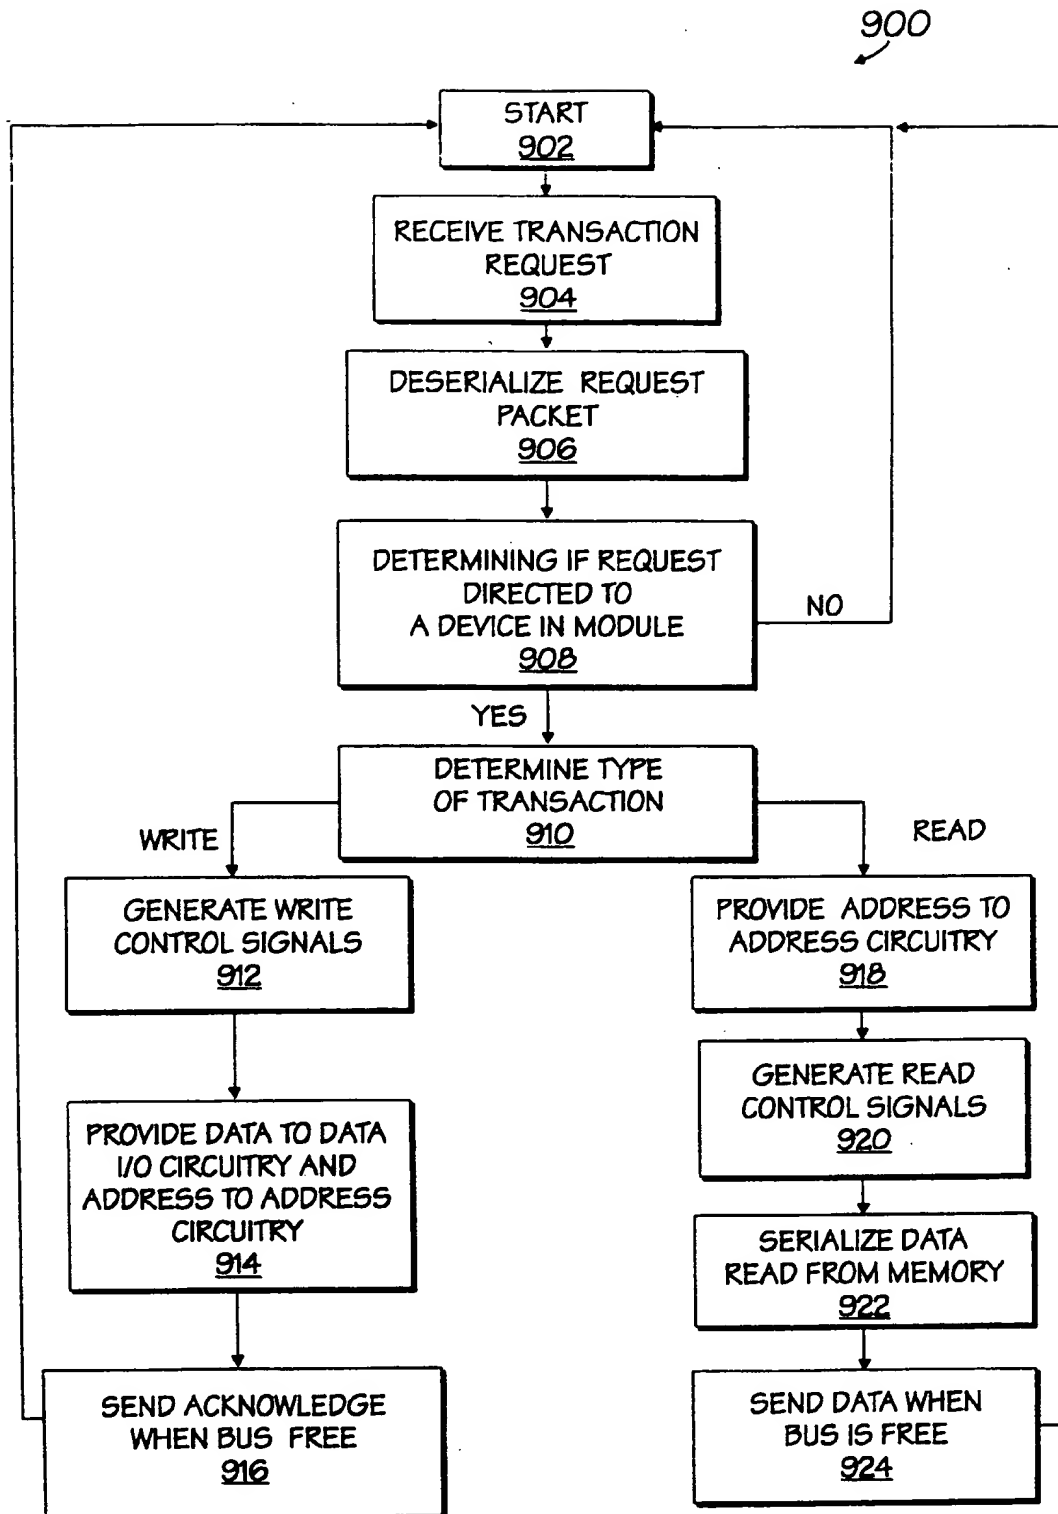 900
START
902
RECEIVE TRANSACTION
REQUEST
904
DESERIALIZE REQUEST
PACKET
906
DETERMINING IF REQUEST
DIRECTED TO
A DEVICE IN MODULE
908
NO
YES
DETERMINE TYPE
OF TRANSACTION
910
WRITE
READ
GENERATE WRITE
CONTROL SIGNALS
912
PROVIDE DATA TO DATA
I/O CIRCUITRY AND
ADDRESS TO ADDRESS
CIRCUITRY
914
SEND ACKNOWLEDGE
WHEN BUS FREE
916
PROVIDE ADDRESS TO
ADDRESS CIRCUITRY
918
GENERATE READ
CONTROL SIGNALS
920
SERIALIZE DATA
READ FROM MEMORY
922
SEND DATA WHEN
BUS IS FREE
924